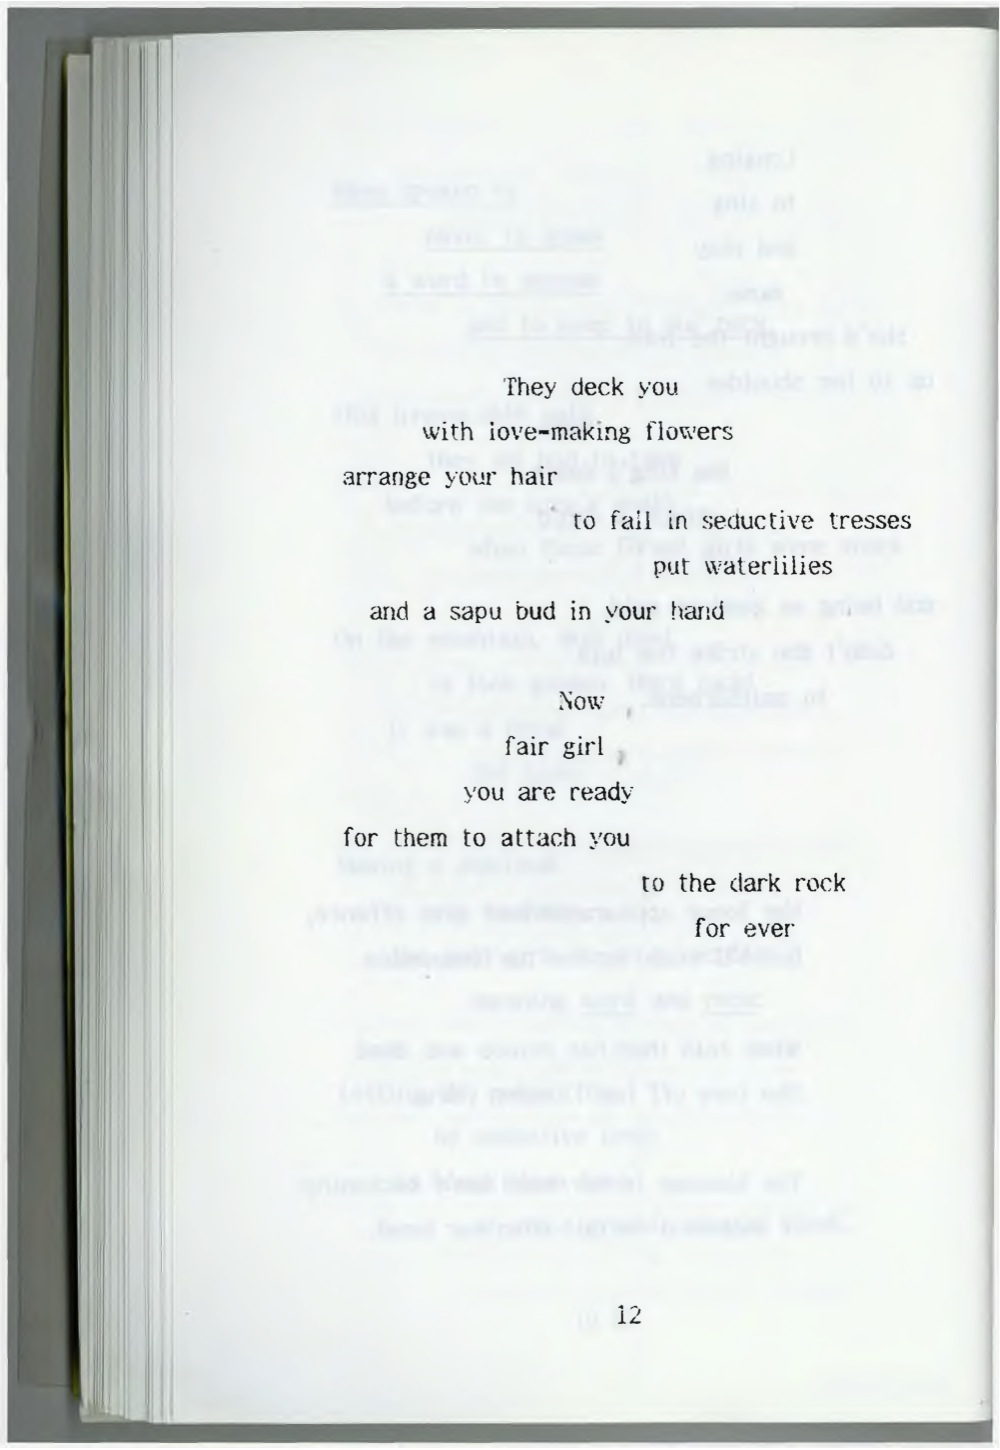 They deck you
with love-making flowers
arrange your hair
to fall in seductive tresses
put waterlilies
and a sapu bud in your hand
Now
fair girl
you are ready
for them to attach you
to the dark rock
for ever
12